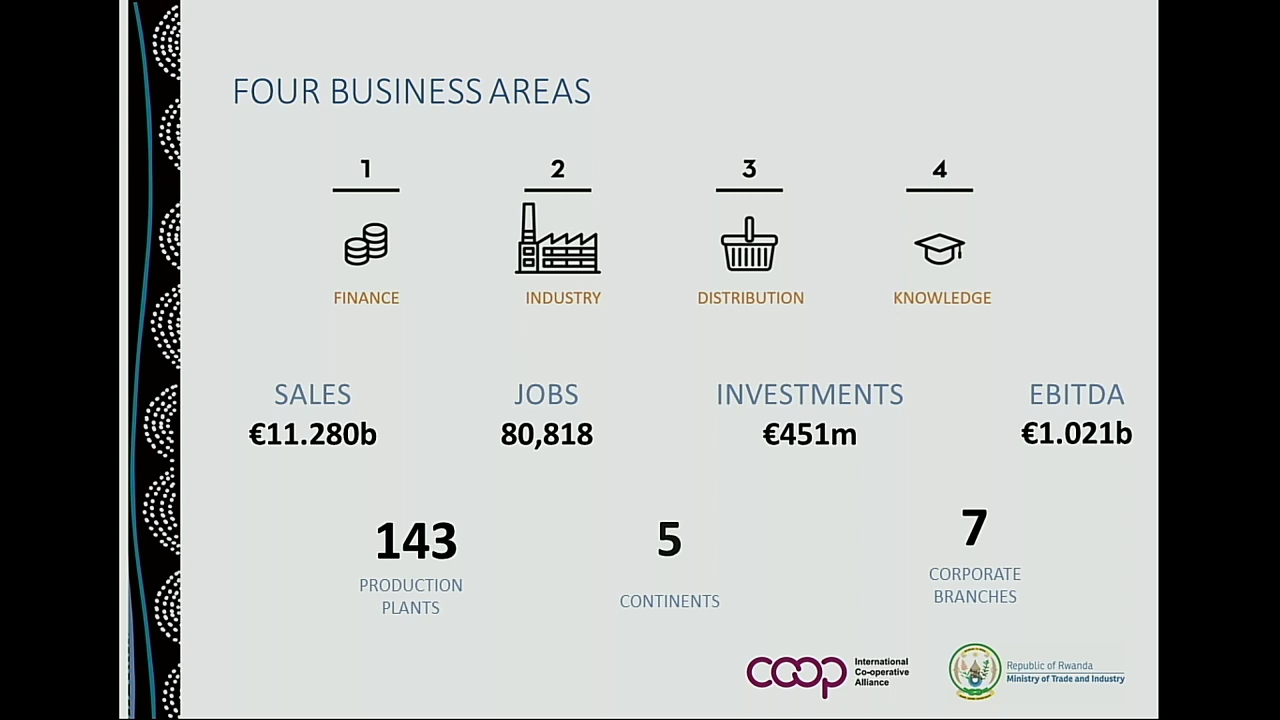 FOUR BUSINESS AREAS
1
2
3
4
FINANCE
INDUSTRY
DISTRIBUTION
KNOWLEDGE
SALES
€11.280b
JOBS
80,818
INVESTMENTS
€451m
EBITDA
€1.021b
143
PRODUCTION
PLANTS
5
CONTINENTS
7
CORPORATE
BRANCHES
coop
International
Co-operative
Alliance
Republic of Rwanda
Ministry of Trade and Industry